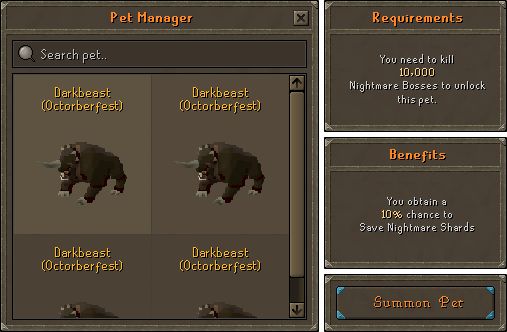 Pet Manager
Search pet..
Darkbeast
(Octorberfest)
Darkbeast
(Octorberfest)
Darkbeast
(Octorberfest)
Darkbeast
(Octorberfest)
Requirements
You need to kill
10,000
Nightmare Bosses to unlock
this pet.
Benefits
You obtain a
10% chance to
Save Nightmare Shards
Summon Pet